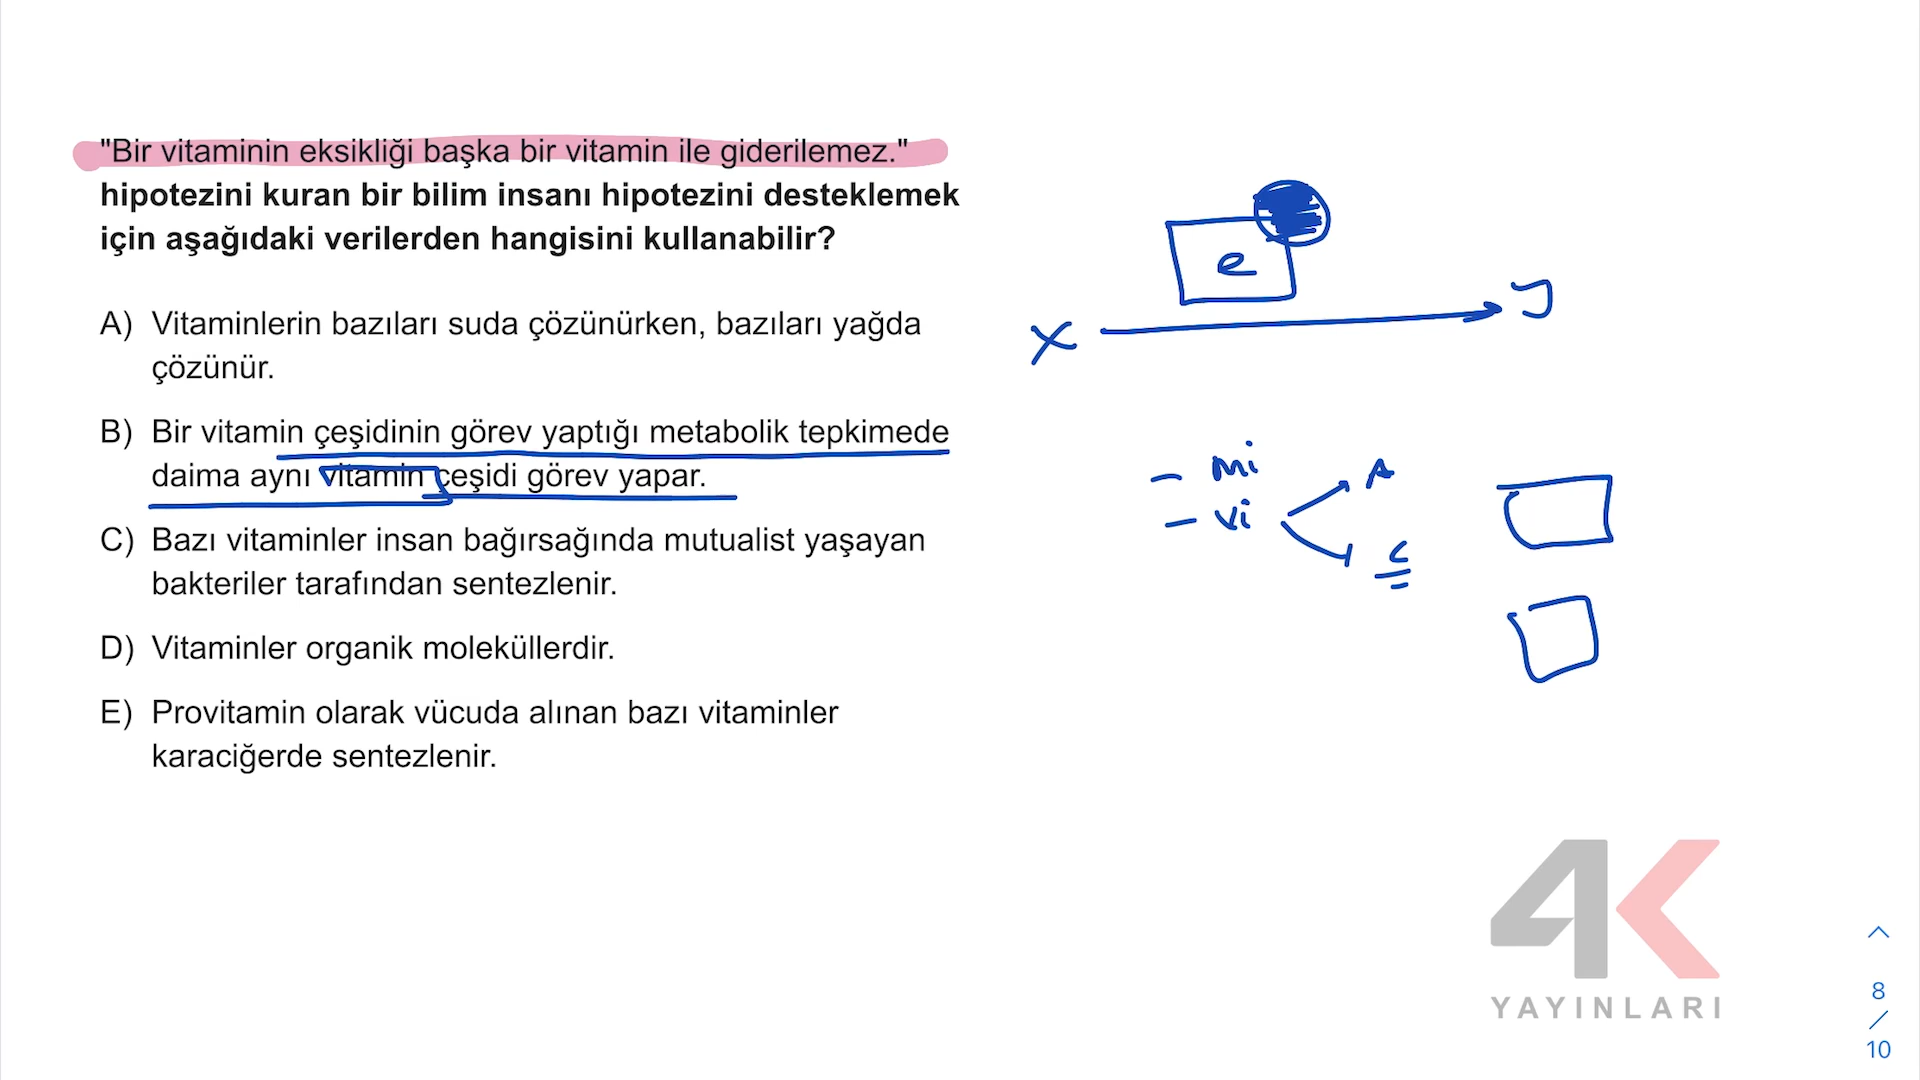 "Bir vitaminin eksikliği başka bir vitamin ile giderilemez."
hipotezini kuran bir bilim insanı hipotezini desteklemek
için aşağıdaki verilerden hangisini kullanabilir?
A) Vitaminlerin bazıları suda çözünürken, bazıları yağda
çözünür.
B) Bir vitamin çeşidinin görev yaptığı metabolik tepkimede
daima aynı vitamin çeşidi görev yapar.
C) Bazı vitaminler insan bağırsağında mutualist yaşayan
bakteriler tarafından sentezlenir.
D) Vitaminler organik moleküllerdir.
E) Provitamin olarak vücuda alınan bazı vitaminler
karaciğerde sentezlenir.
e
X
y
- mi
- vi
A
C
4K
YAYINLARI
8
/
10